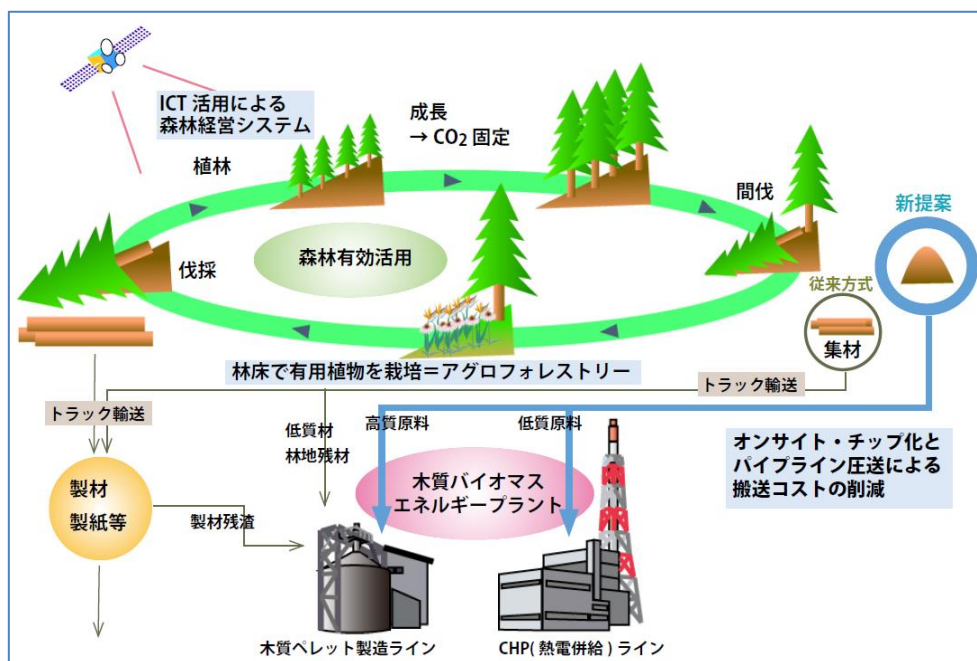 ICT 活用による
森林経営システム
植林
成長
→ CO2 固定
間伐
新提案
伐採
森林有効活用
従来方式
集材
林床で有用植物を栽培=アグロフォレストリー
トラック輸送
トラック輸送
低質材
林地残材
高質原料
低質原料
オンサイト・チップ化と
パイプライン圧送による
搬送コストの削減
木質バイオマス
エネルギープラント
製材
製紙等
製材残渣
木質ペレット製造ライン
CHP( 熱電併給 ) ライン